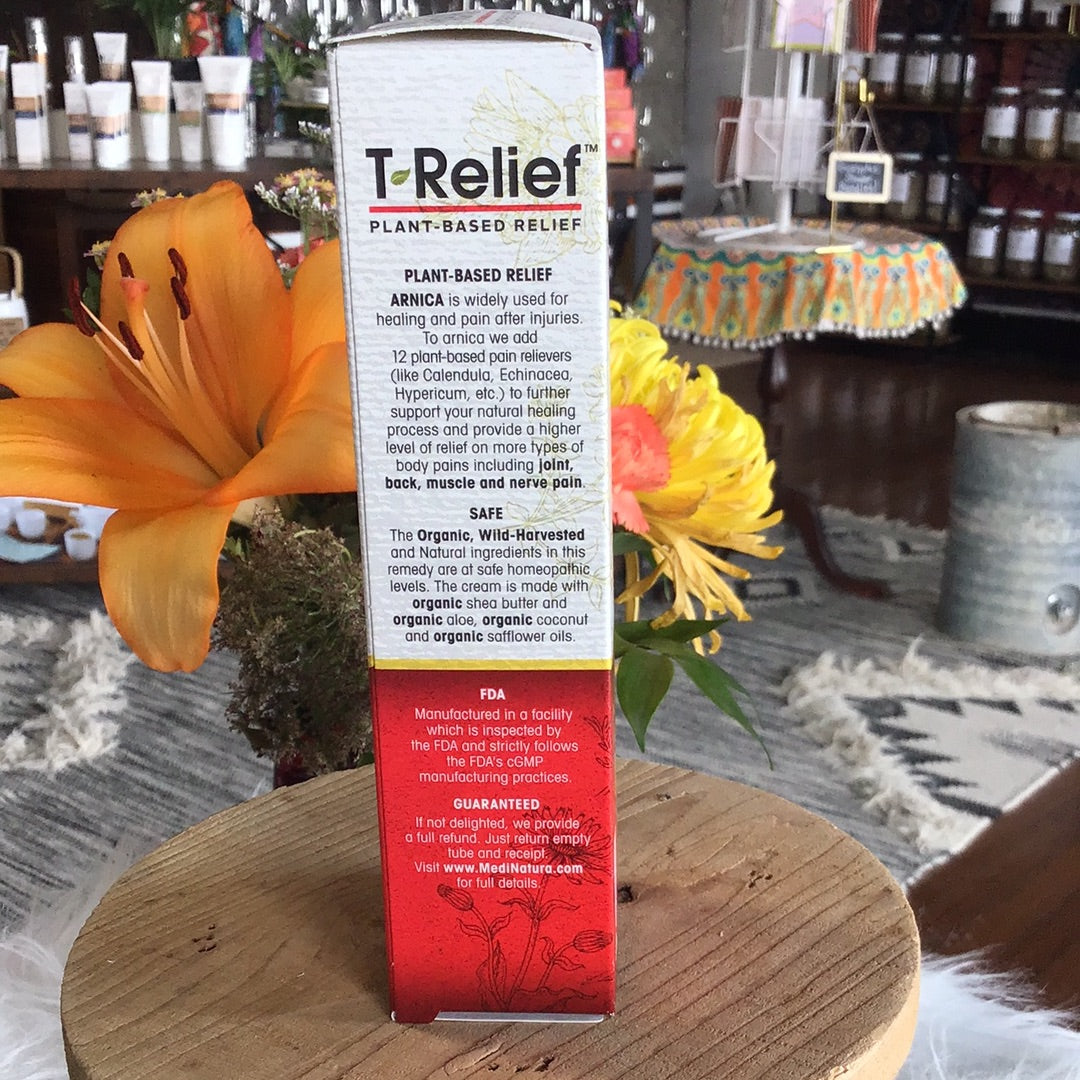 T-Relief™
PLANT-BASED RELIEF
PLANT-BASED RELIEF
ARNICA is widely used for
healing and pain after injuries.
To arnica we add
12 plant-based pain relievers
(like Calendula, Echinacea,
Hypericum, etc.) to further
support your natural healing
process and provide a higher
level of relief on more types of
body pains including joint,
back, muscle and nerve pain.
SAFE
The Organic, Wild-Harvested
and Natural ingredients in this
remedy are at safe homeopathic
levels. The cream is made with
organic shea butter and
organic aloe, organic coconut
and organic safflower oils.
FDA
Manufactured in a facility
which is inspected by
the FDA and strictly follows
the FDA's cGMP
manufacturing practices.
GUARANTEED
If not delighted, we provide
a full refund. Just return empty
tube and receipt.
Visit www.MediNatura.com
for full details.